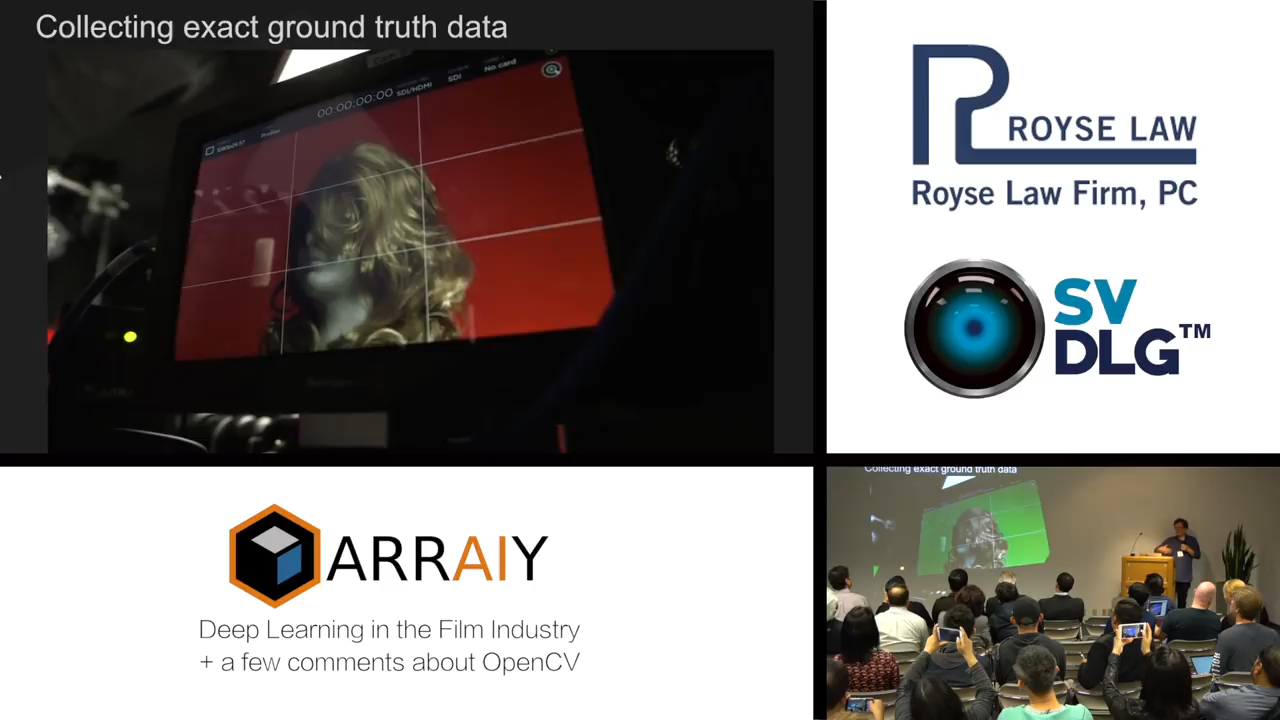 Collecting exact ground truth data
00:00:00:00
SDI/HDMI
SDI
No card
ROYSE LAW
Royse Law Firm, PC
SV
DLG™
ARRAIY
Deep Learning in the Film Industry
+ a few comments about OpenCV
Collecting exact ground truth data